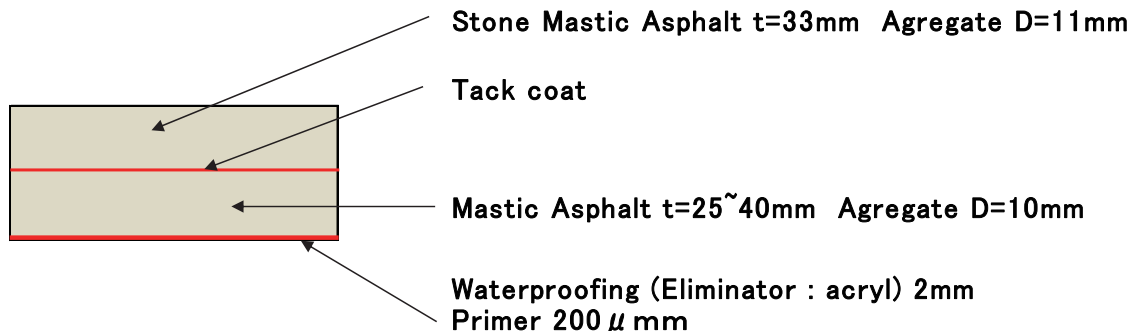 Stone Mastic Asphalt t=33mm Agregate D=11mm
Tack coat
Mastic Asphalt t=25~40mm Agregate D=10mm
Waterproofing (Eliminator : acryl) 2mm
Primer 200μmm